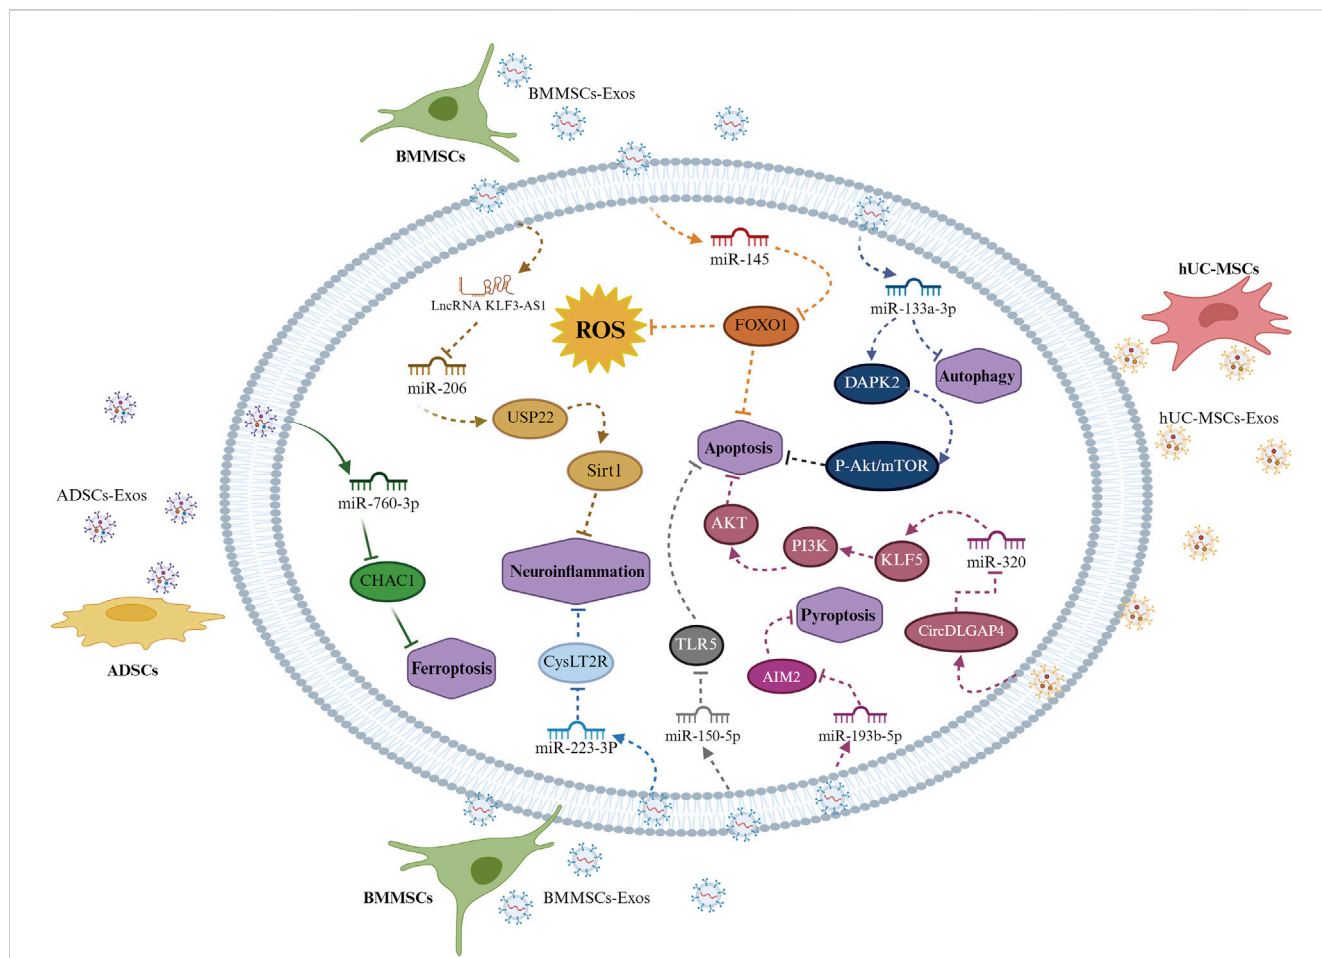 BMMSCs-Exos
BMMSCs
hUC-MSCs
miR-145
LncRNA KLF3-AS1
miR-133a-3p
ROS
FOXO1
miR-206
DAPK2
Autophagy
USP22
hUC-MSCs-Exos
Apoptosis
Sirt1
P-Akt/mTOR
ADSCs-Exos
miR-760-3p
AKT
PI3K
KLF5
miR-320
Neuroinflammation
CHAC1
Pyroptosis
CircDLGAP4
TLR5
CysLT2R
ADSCs
Ferroptosis
AIM2
miR-223-3P
miR-150-5p
miR-193b-5p
BMMSCs
BMMSCs-Exos